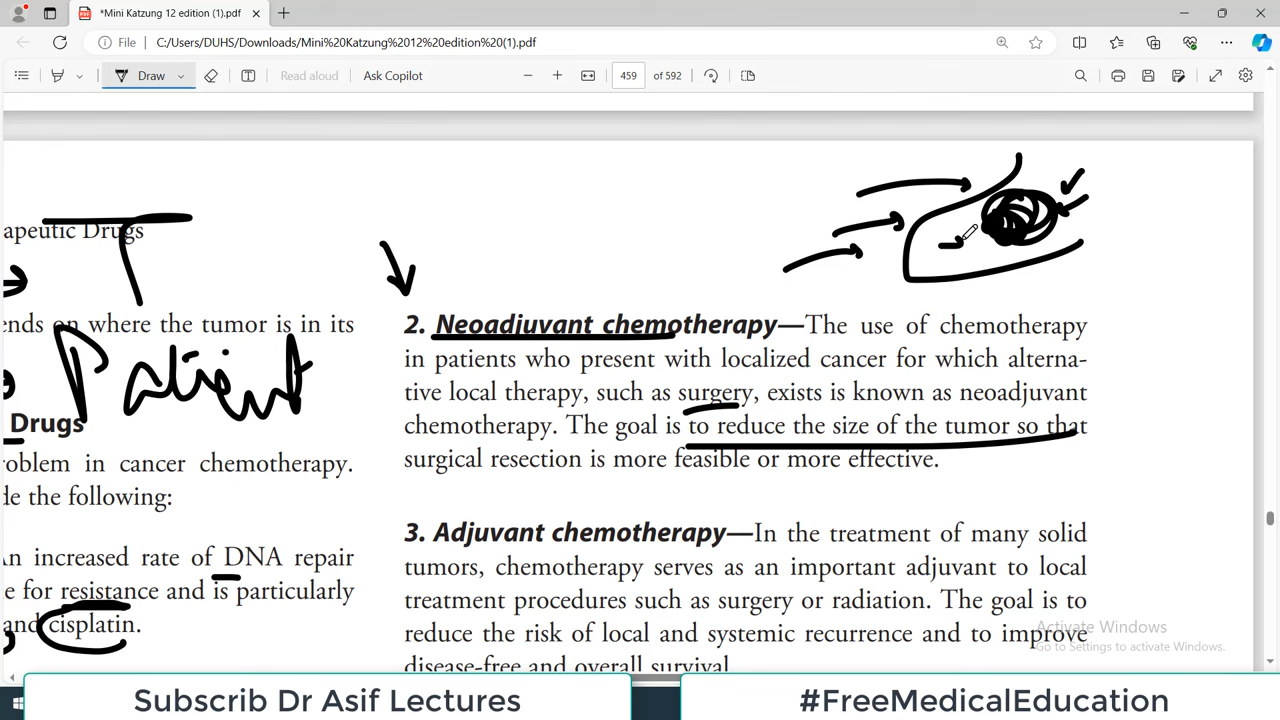 *Mini Katzung 12 edition (1).pdf
File C:/Users/DUHS/Downloads/Mini%20Katzung%2012%20edition%20(1).pdf
Draw Read aloud Ask Copilot 459 of 592
apeutic Drugs
T
ends on where the tumor is in its
Patient
Drugs
roblem in cancer chemotherapy.
de the following:
An increased rate of DNA repair
e for resistance and is particularly
and cisplatin.
2. Neoadjuvant chemotherapy—The use of chemotherapy
in patients who present with localized cancer for which alterna-
tive local therapy, such as surgery, exists is known as neoadjuvant
chemotherapy. The goal is to reduce the size of the tumor so that
surgical resection is more feasible or more effective.
3. Adjuvant chemotherapy—In the treatment of many solid
tumors, chemotherapy serves as an important adjuvant to local
treatment procedures such as surgery or radiation. The goal is to
reduce the risk of local and systemic recurrence and to improve
disease-free and overall survival.
Activate Windows
Go to Settings to activate Windows.
Subscrib Dr Asif Lectures
#FreeMedicalEducation